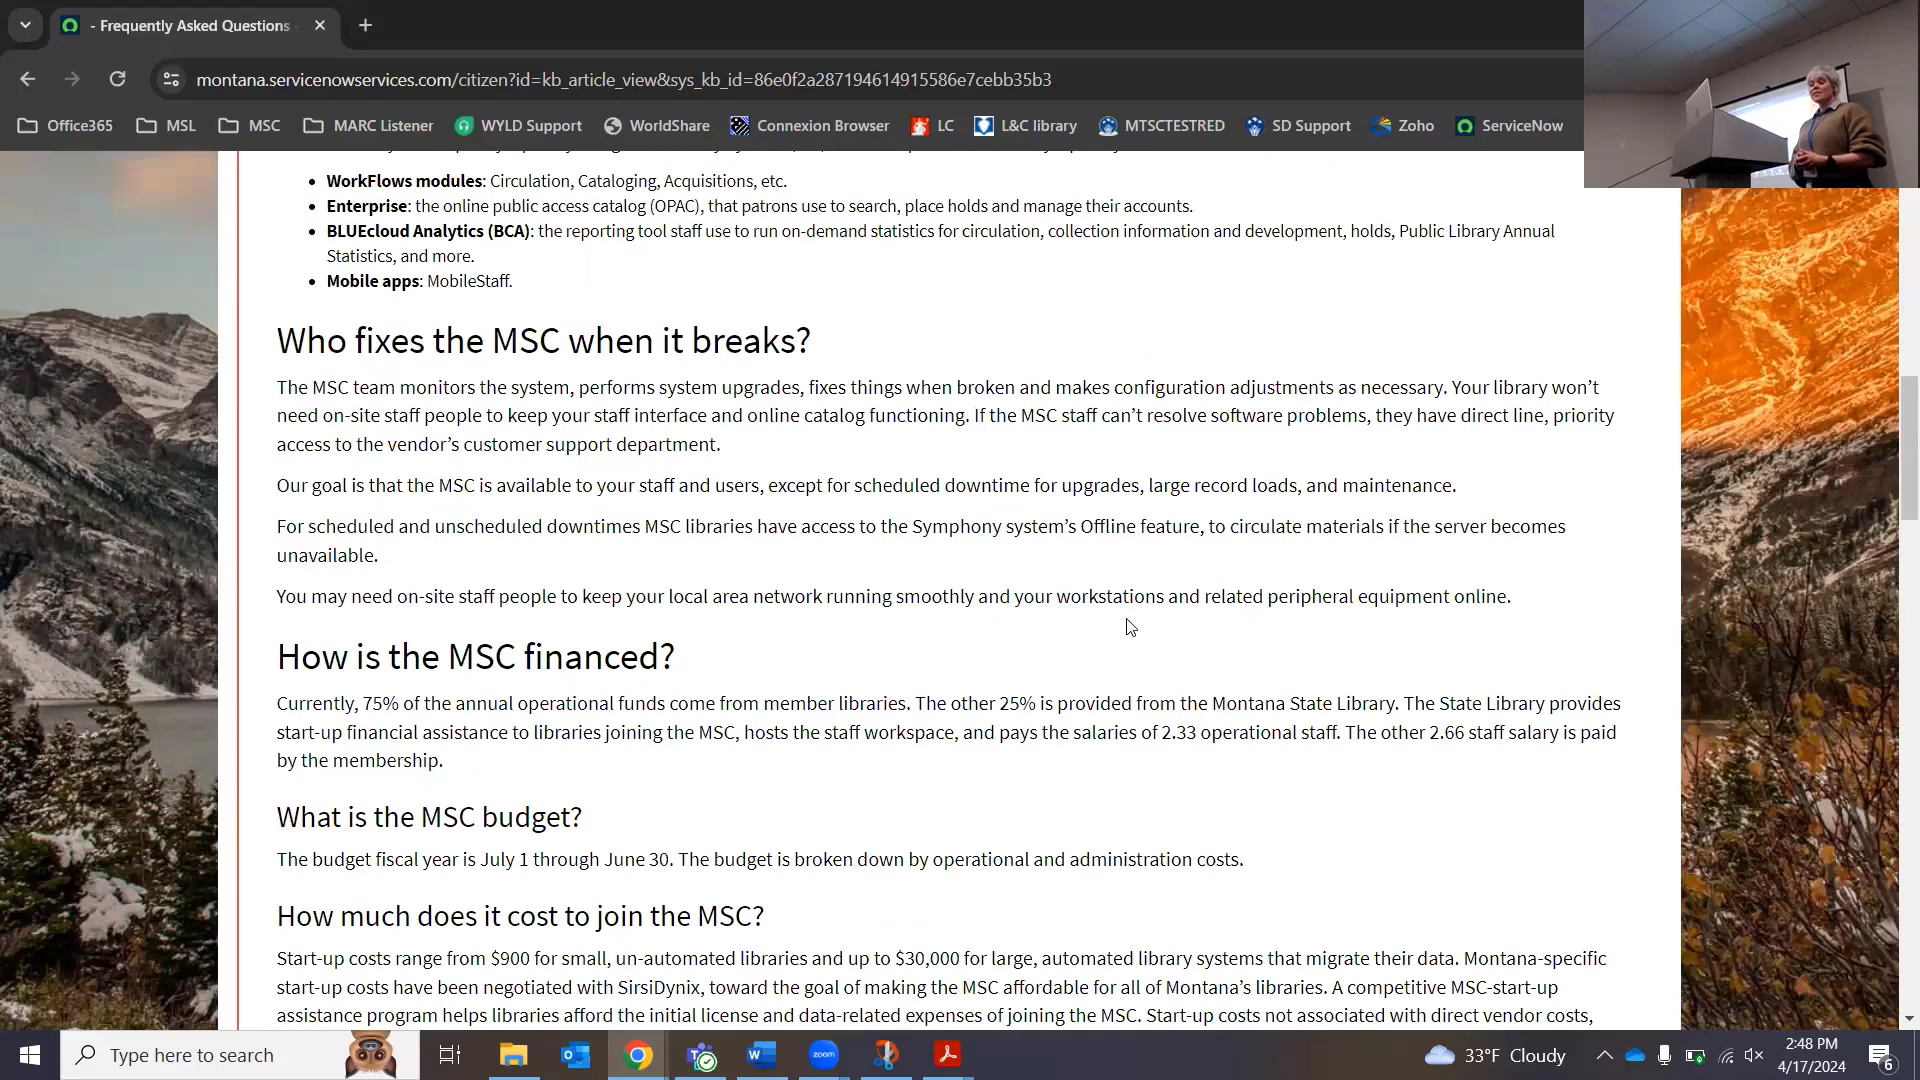 - Frequently Asked Questions -
montana.servicenowservices.com/citizen?id=kb_article_view&sys_kb_id=86e0f2a287194614915586e7cebb35b3
Office365 MSL MSC MARC Listener WYLD Support WorldShare Connexion Browser LC L&C library MTSCTESTRED SD Support Zoho ServiceNow
WorkFlows modules: Circulation, Cataloging, Acquisitions, etc.
Enterprise: the online public access catalog (OPAC), that patrons use to search, place holds and manage their accounts.
BLUEcloud Analytics (BCA): the reporting tool staff use to run on-demand statistics for circulation, collection information and development, holds, Public Library Annual
Statistics, and more.
Mobile apps: MobileStaff.
Who fixes the MSC when it breaks?
The MSC team monitors the system, performs system upgrades, fixes things when broken and makes configuration adjustments as necessary. Your library won’t
need on-site staff people to keep your staff interface and online catalog functioning. If the MSC staff can’t resolve software problems, they have direct line, priority
access to the vendor’s customer support department.
Our goal is that the MSC is available to your staff and users, except for scheduled downtime for upgrades, large record loads, and maintenance.
For scheduled and unscheduled downtimes MSC libraries have access to the Symphony system’s Offline feature, to circulate materials if the server becomes
unavailable.
You may need on-site staff people to keep your local area network running smoothly and your workstations and related peripheral equipment online.
How is the MSC financed?
Currently, 75% of the annual operational funds come from member libraries. The other 25% is provided from the Montana State Library. The State Library provides
start-up financial assistance to libraries joining the MSC, hosts the staff workspace, and pays the salaries of 2.33 operational staff. The other 2.66 staff salary is paid
by the membership.
What is the MSC budget?
The budget fiscal year is July 1 through June 30. The budget is broken down by operational and administration costs.
How much does it cost to join the MSC?
Start-up costs range from $900 for small, un-automated libraries and up to $30,000 for large, automated library systems that migrate their data. Montana-specific
start-up costs have been negotiated with SirsiDynix, toward the goal of making the MSC affordable for all of Montana’s libraries. A competitive MSC-start-up
assistance program helps libraries afford the initial license and data-related expenses of joining the MSC. Start-up costs not associated with direct vendor costs,
Type here to search
zoom
33°F Cloudy
2:48 PM
4/17/2024
6